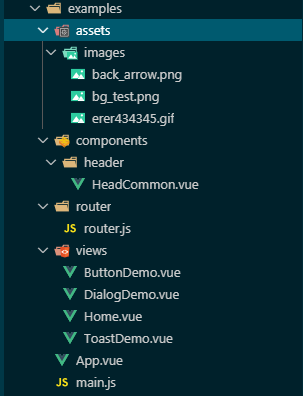 examples
assets
images
back_arrow.png
bg_test.png
erer434345.gif
components
header
HeadCommon.vue
router
JS router.js
views
ButtonDemo.vue
DialogDemo.vue
Home.vue
ToastDemo.vue
App.vue
JS main.js